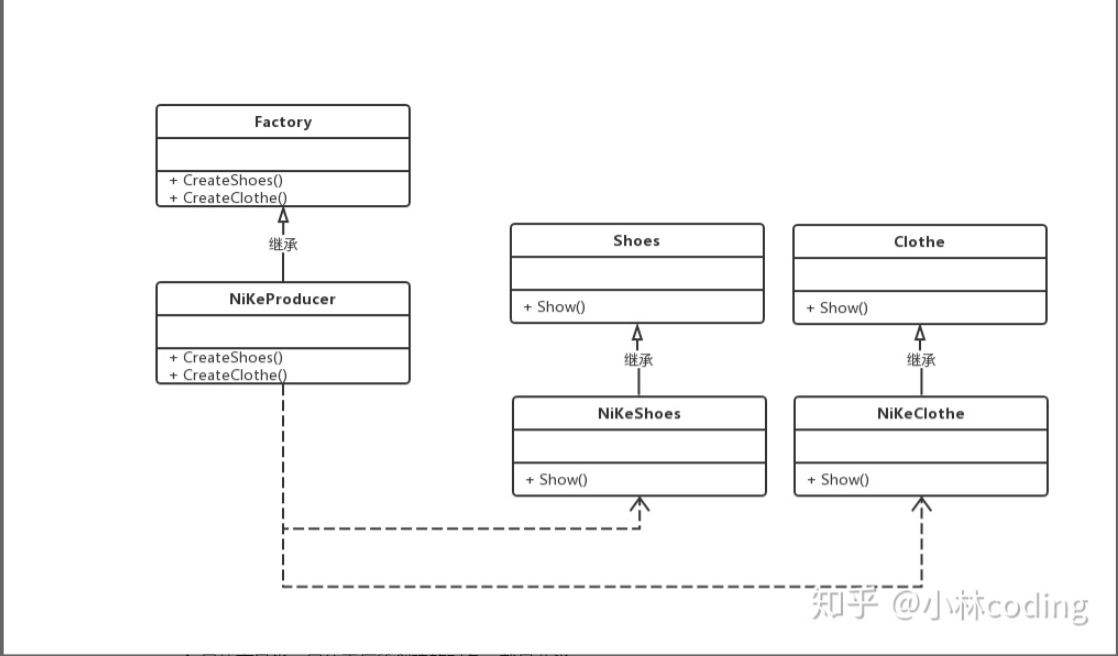 Factory
+ CreateShoes()
+ CreateClothe()
继承
NiKeProducer
+ CreateShoes()
+ CreateClothe()
Shoes
+ Show()
继承
NiKeShoes
+ Show()
Clothe
+ Show()
继承
NiKeClothe
+ Show()
知乎 @小林coding